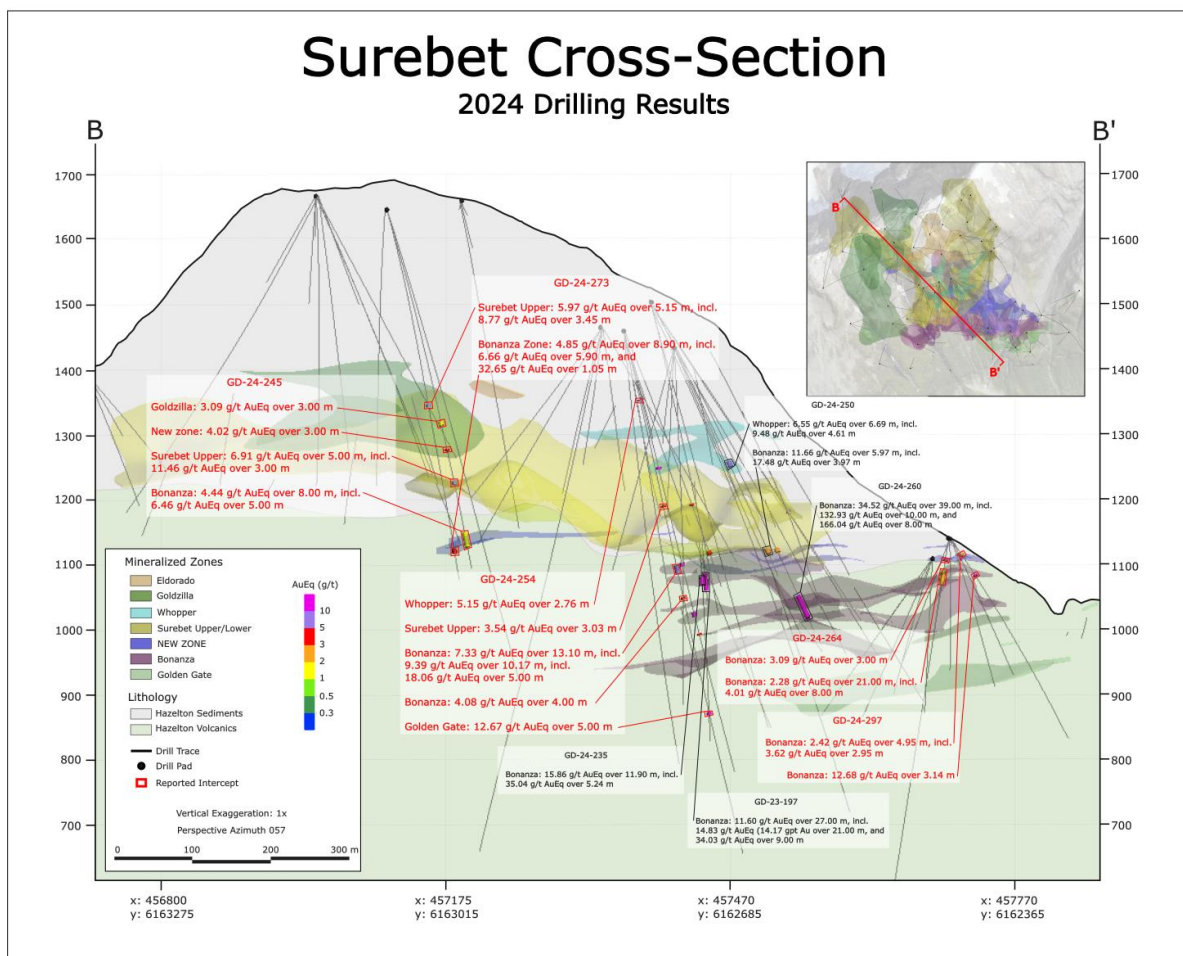 Surebet Cross-Section
2024 Drilling Results
B
B'
1700
1600
1500
1400
1300
1200
1100
1000
900
800
700
1700
1600
1500
1400
1300
1200
1100
1000
900
800
700
B
B'
GD-24-273
Surebet Upper: 5.97 g/t AuEq over 5.15 m, incl.
8.77 g/t AuEq over 3.45 m
Bonanza Zone: 4.85 g/t AuEq over 8.90 m, incl.
6.66 g/t AuEq over 5.90 m, and
32.65 g/t AuEq over 1.05 m
GD-24-245
Goldzilla: 3.09 g/t AuEq over 3.00 m
New zone: 4.02 g/t AuEq over 3.00 m
Surebet Upper: 6.91 g/t AuEq over 5.00 m, incl.
11.46 g/t AuEq over 3.00 m
Bonanza: 4.44 g/t AuEq over 8.00 m, incl.
6.46 g/t AuEq over 5.00 m
GD-24-250
Whopper: 6.55 g/t AuEq over 6.69 m, incl.
9.48 g/t AuEq over 4.61 m
Bonanza: 11.66 g/t AuEq over 5.97 m, incl.
17.48 g/t AuEq over 3.97 m
GD-24-260
Bonanza: 34.52 g/t AuEq over 39.00 m, incl.
132.93 g/t AuEq over 10.00 m, and
166.04 g/t AuEq over 8.00 m
GD-24-254
Whopper: 5.15 g/t AuEq over 2.76 m
Surebet Upper: 3.54 g/t AuEq over 3.03 m
Bonanza: 7.33 g/t AuEq over 13.10 m, incl.
9.39 g/t AuEq over 10.17 m, incl.
18.06 g/t AuEq over 5.00 m
Bonanza: 4.08 g/t AuEq over 4.00 m
Golden Gate: 12.67 g/t AuEq over 5.00 m
GD-24-264
Bonanza: 3.09 g/t AuEq over 3.00 m
Bonanza: 2.28 g/t AuEq over 21.00 m, incl.
4.01 g/t AuEq over 8.00 m
GD-24-297
Bonanza: 2.42 g/t AuEq over 4.95 m, incl.
3.62 g/t AuEq over 2.95 m
Bonanza: 12.68 g/t AuEq over 3.14 m
GD-24-235
Bonanza: 15.86 g/t AuEq over 11.90 m, incl.
35.04 g/t AuEq over 5.24 m
GD-23-197
Bonanza: 11.60 g/t AuEq over 27.00 m, incl.
14.83 g/t AuEq (14.17 gpt Au over 21.00 m, and
34.03 g/t AuEq over 9.00 m
Mineralized Zones
Eldorado
Goldzilla
Whopper
Surebet Upper/Lower
NEW ZONE
Bonanza
Golden Gate
AuEq (g/t)
10
5
3
2
1
0.5
0.3
Lithology
Hazelton Sediments
Hazelton Volcanics
Drill Trace
Drill Pad
Reported Intercept
Vertical Exaggeration: 1x
Perspective Azimuth 057
0 100 200 300 m
x: 456800
y: 6163275
x: 457175
y: 6163015
x: 457470
y: 6162685
x: 457770
y: 6162365